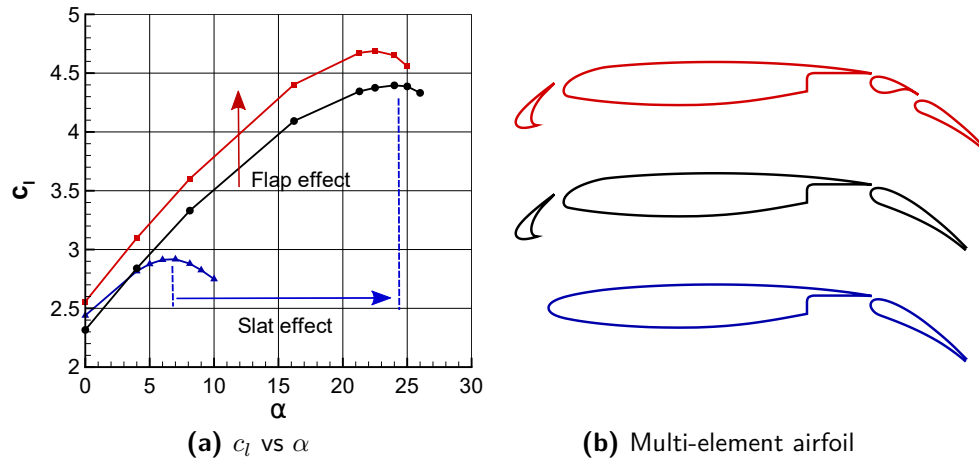 5
4.5
4
3.5
3
2.5
2
c_l
Flap effect
Slat effect
0 5 10 15 20 25 30
α
(a) c_l vs α
(b) Multi-element airfoil